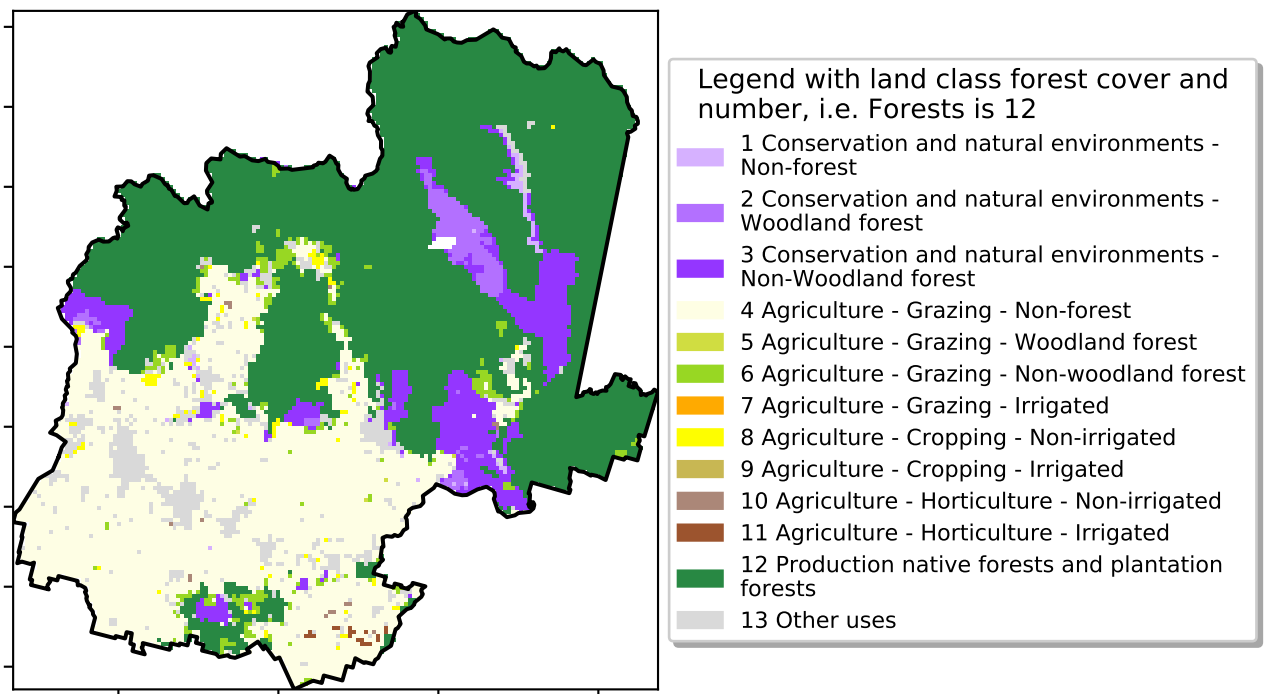 Legend with land class forest cover and
number, i.e. Forests is 12
1 Conservation and natural environments -
Non-forest
2 Conservation and natural environments -
Woodland forest
3 Conservation and natural environments -
Non-Woodland forest
4 Agriculture - Grazing - Non-forest
5 Agriculture - Grazing - Woodland forest
6 Agriculture - Grazing - Non-woodland forest
7 Agriculture - Grazing - Irrigated
8 Agriculture - Cropping - Non-irrigated
9 Agriculture - Cropping - Irrigated
10 Agriculture - Horticulture - Non-irrigated
11 Agriculture - Horticulture - Irrigated
12 Production native forests and plantation
forests
13 Other uses